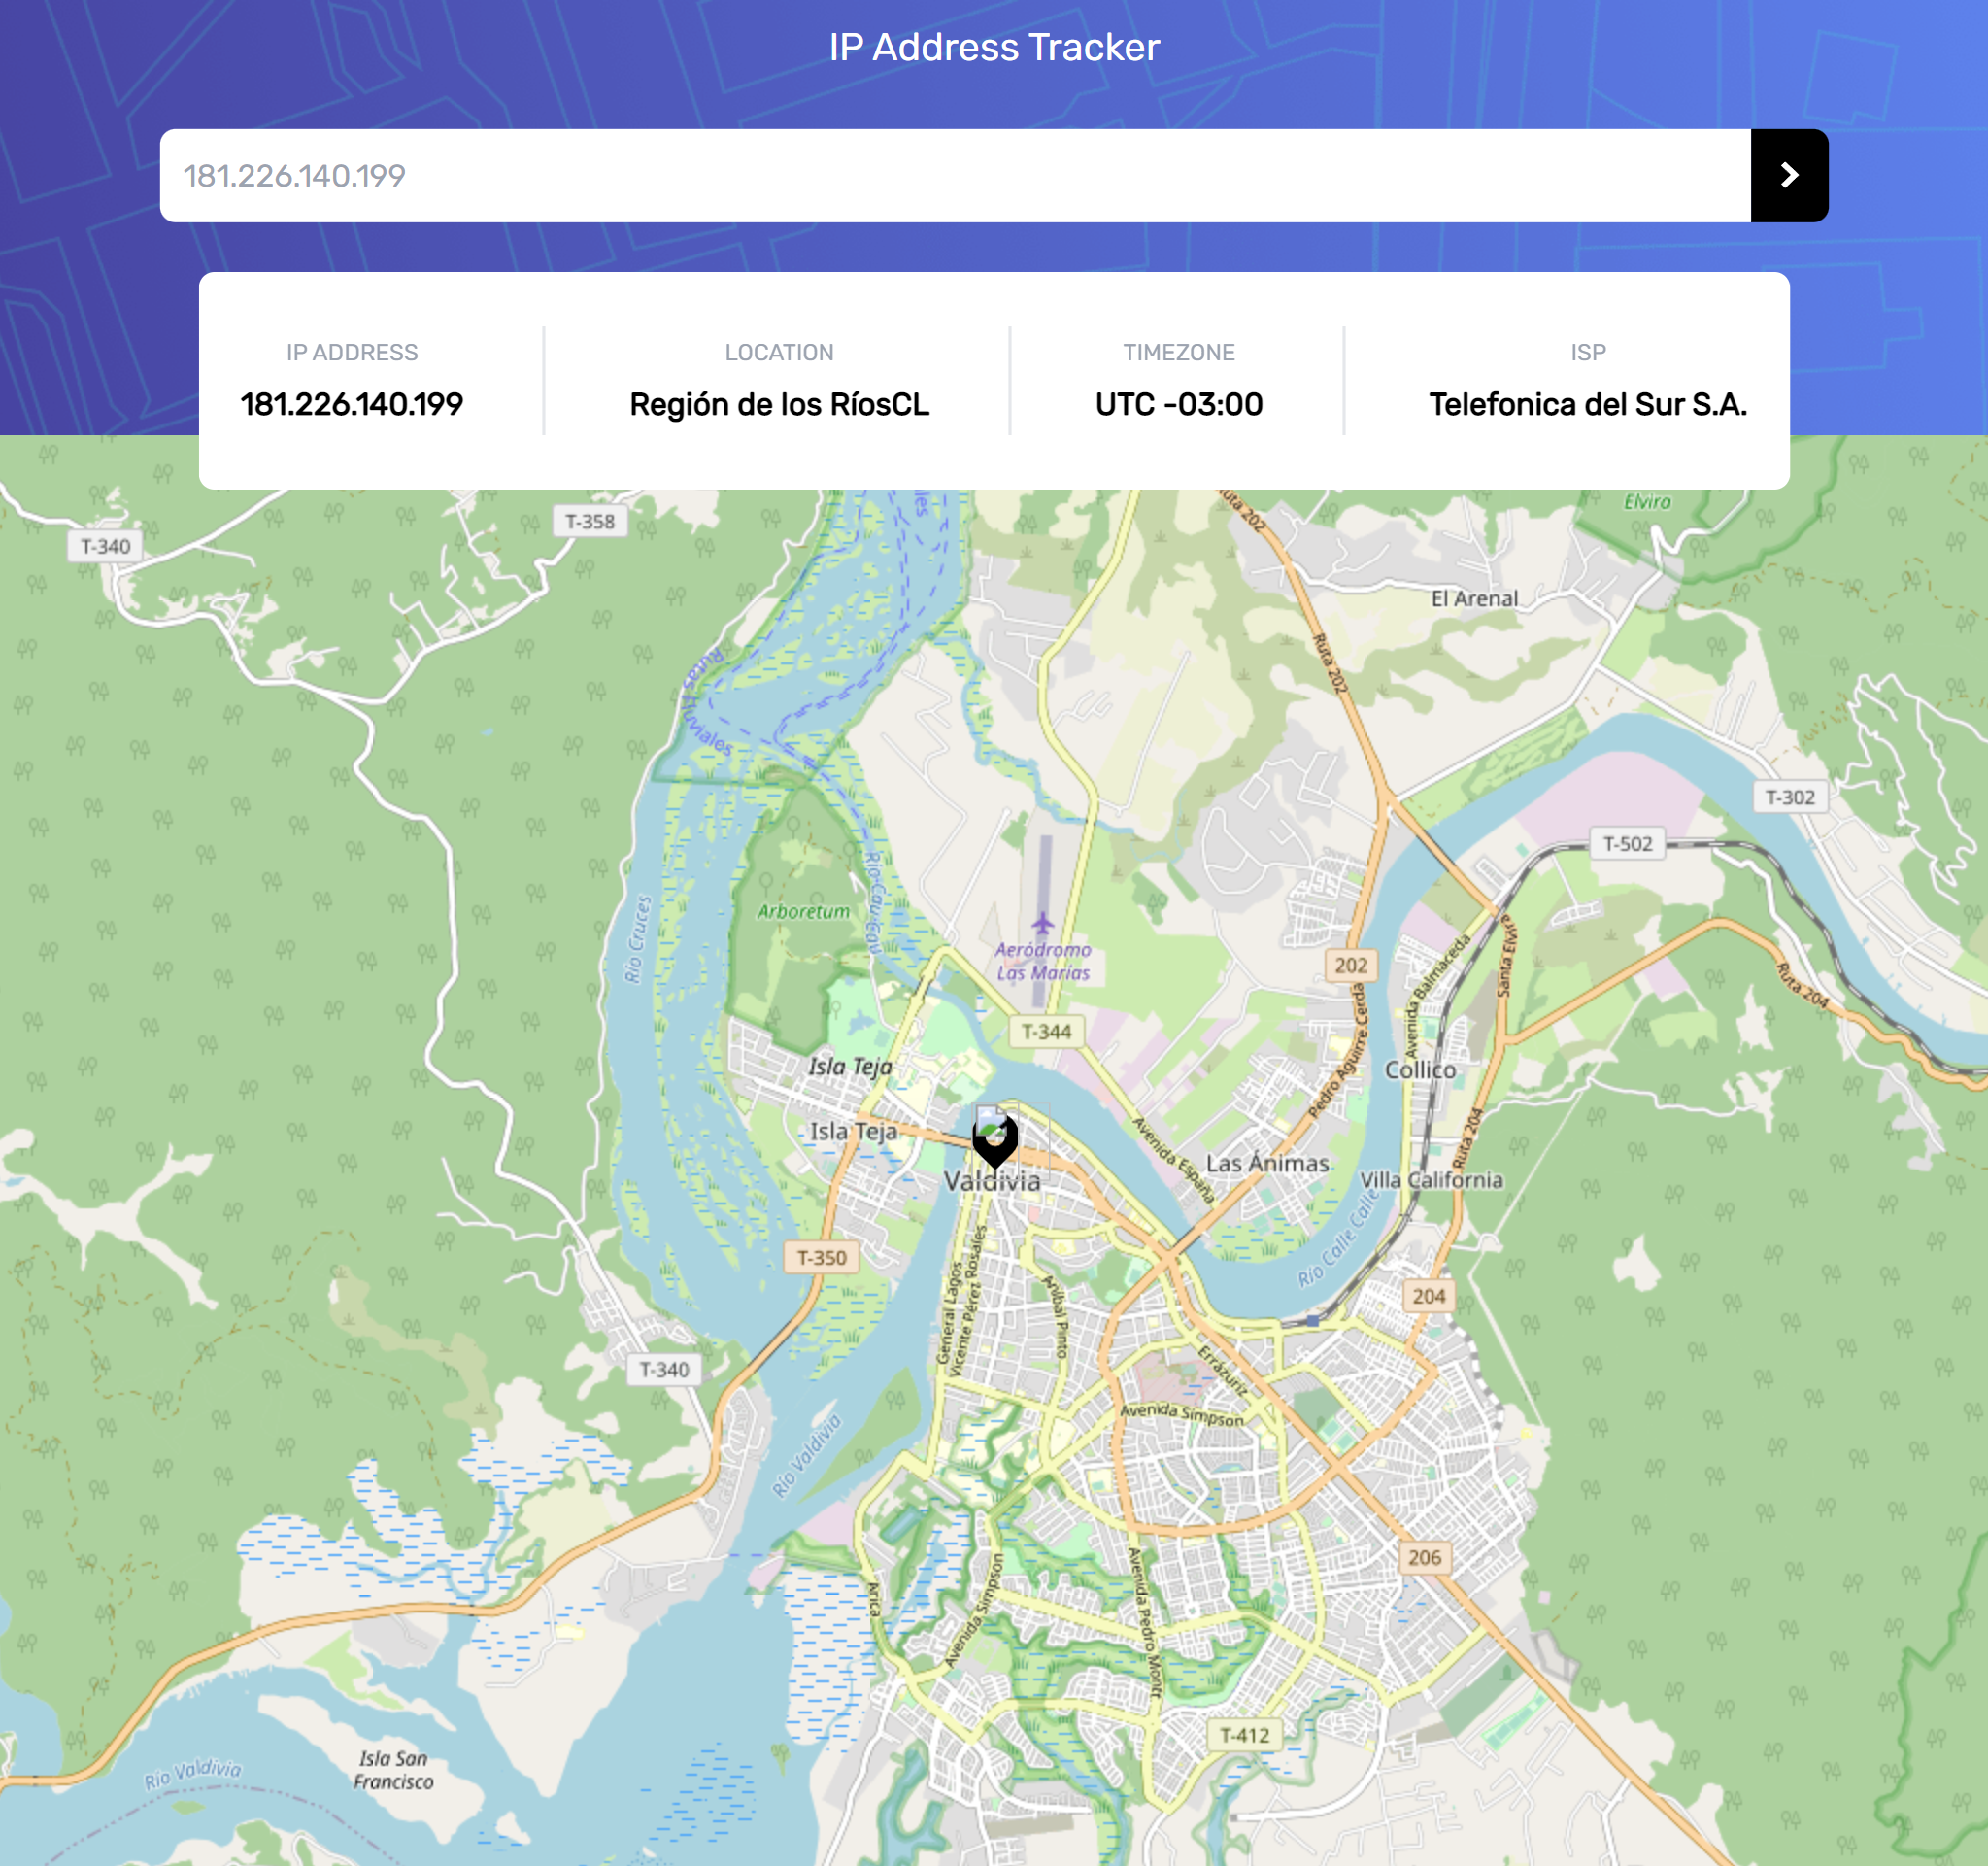 IP Address Tracker
181.226.140.199
IP ADDRESS
181.226.140.199
LOCATION
Región de los RíosCL
TIMEZONE
UTC -03:00
ISP
Telefonica del Sur S.A.
Elvira
T-358
Ruta 202
T-340
El Arenal
Ruta 202
Rutas Fluviales
T-302
T-502
Río Cau-Cau
Arboretum
Río Cruces
Aeródromo
Las Marías
202
Avenida Balmaceda
Santa Elvira
Ruta 204
T-344
Pedro Aguirre Cerda
Isla Teja
Collico
Isla Teja
Avenida España
Las Ánimas
Ruta 204
Valdivia
Villa California
Río Calle Calle
T-350
General Lagos
Vicente Pérez Rosales
Aníbal Pinto
204
T-340
Errázuriz
Avenida Simpson
Río Valdivia
206
Arica
Avenida Simpson
Avenida Pedro Montt
T-412
Isla San
Francisco
Río Valdivia